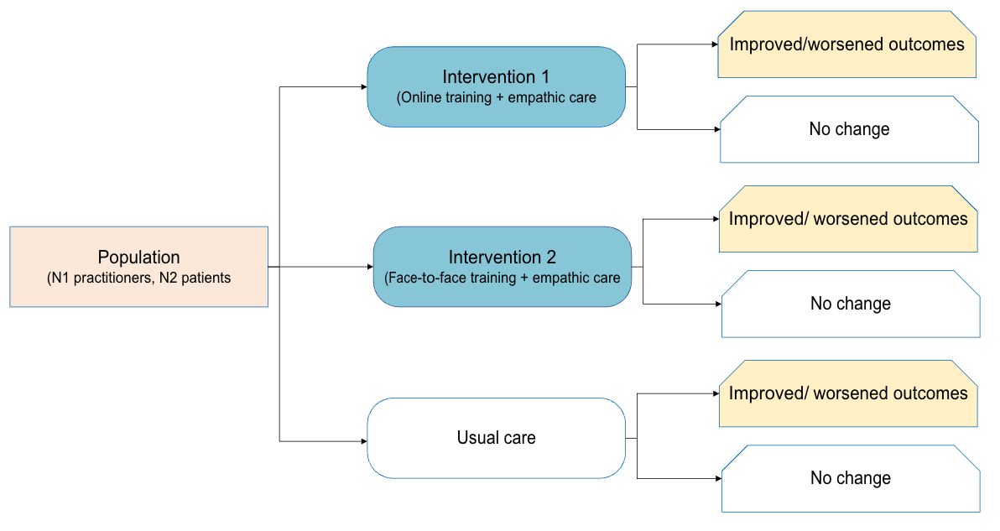 Population
(N1 practitioners, N2 patients
Intervention 1
(Online training + empathic care
Improved/worsened outcomes
No change
Intervention 2
(Face-to-face training + empathic care
Improved/ worsened outcomes
No change
Usual care
Improved/ worsened outcomes
No change